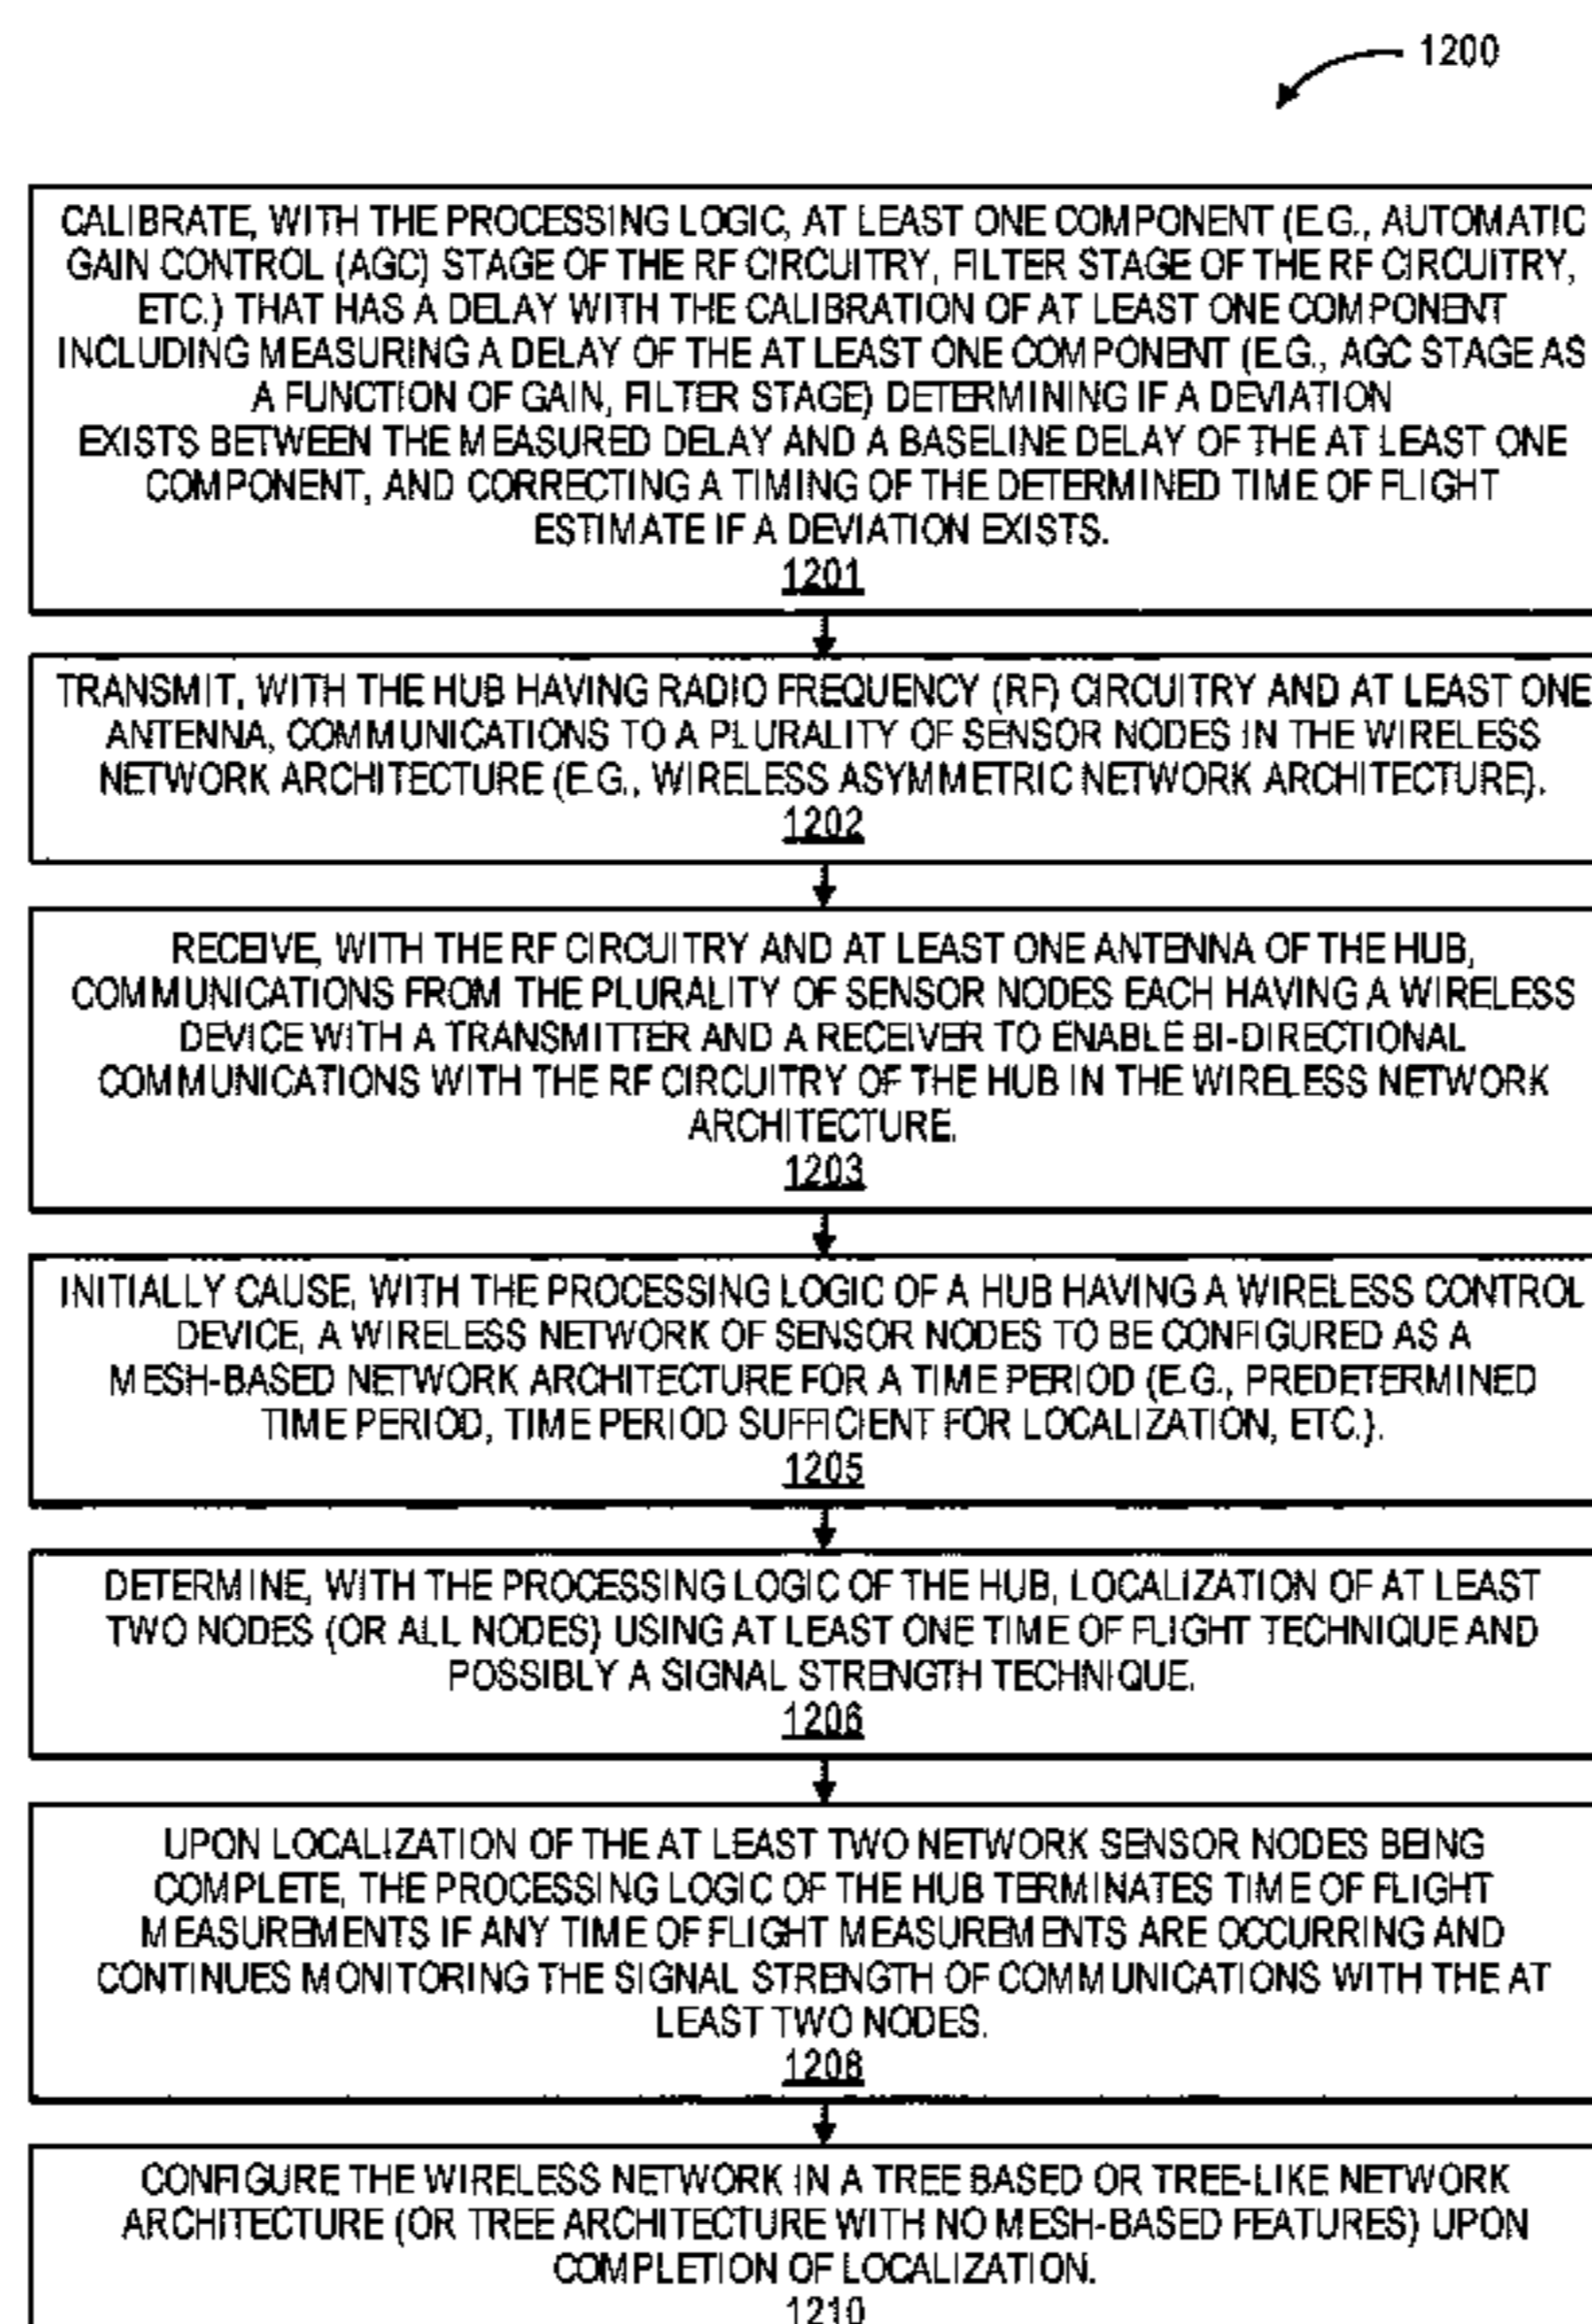 1200
CALIBRATE, WITH THE PROCESSING LOGIC, AT LEAST ONE COMPONENT (E.G., AUTOMATIC
GAIN CONTROL (AGC) STAGE OF THE RF CIRCUITRY, FILTER STAGE OF THE RF CIRCUITRY,
ETC.) THAT HAS A DELAY WITH THE CALIBRATION OF AT LEAST ONE COMPONENT
INCLUDING MEASURING A DELAY OF THE AT LEAST ONE COMPONENT (E.G., AGC STAGE AS
A FUNCTION OF GAIN, FILTER STAGE) DETERMINING IF A DEVIATION
EXISTS BETWEEN THE MEASURED DELAY AND A BASELINE DELAY OF THE AT LEAST ONE
COMPONENT, AND CORRECTING A TIMING OF THE DETERMINED TIME OF FLIGHT
ESTIMATE IF A DEVIATION EXISTS.
1201
TRANSMIT, WITH THE HUB HAVING RADIO FREQUENCY (RF) CIRCUITRY AND AT LEAST ONE
ANTENNA, COMMUNICATIONS TO A PLURALITY OF SENSOR NODES IN THE WIRELESS
NETWORK ARCHITECTURE (E.G., WIRELESS ASYMMETRIC NETWORK ARCHITECTURE).
1202
RECEIVE, WITH THE RF CIRCUITRY AND AT LEAST ONE ANTENNA OF THE HUB,
COMMUNICATIONS FROM THE PLURALITY OF SENSOR NODES EACH HAVING A WIRELESS
DEVICE WITH A TRANSMITTER AND A RECEIVER TO ENABLE BI-DIRECTIONAL
COMMUNICATIONS WITH THE RF CIRCUITRY OF THE HUB IN THE WIRELESS NETWORK
ARCHITECTURE.
1203
INITIALLY CAUSE, WITH THE PROCESSING LOGIC OF A HUB HAVING A WIRELESS CONTROL
DEVICE, A WIRELESS NETWORK OF SENSOR NODES TO BE CONFIGURED AS A
MESH-BASED NETWORK ARCHITECTURE FOR A TIME PERIOD (E.G., PREDETERMINED
TIME PERIOD, TIME PERIOD SUFFICIENT FOR LOCALIZATION, ETC.).
1205
DETERMINE, WITH THE PROCESSING LOGIC OF THE HUB, LOCALIZATION OF AT LEAST
TWO NODES (OR ALL NODES) USING AT LEAST ONE TIME OF FLIGHT TECHNIQUE AND
POSSIBLY A SIGNAL STRENGTH TECHNIQUE.
1206
UPON LOCALIZATION OF THE AT LEAST TWO NETWORK SENSOR NODES BEING
COMPLETE, THE PROCESSING LOGIC OF THE HUB TERMINATES TIME OF FLIGHT
MEASUREMENTS IF ANY TIME OF FLIGHT MEASUREMENTS ARE OCCURRING AND
CONTINUES MONITORING THE SIGNAL STRENGTH OF COMMUNICATIONS WITH THE AT
LEAST TWO NODES.
1208
CONFIGURE THE WIRELESS NETWORK IN A TREE BASED OR TREE-LIKE NETWORK
ARCHITECTURE (OR TREE ARCHITECTURE WITH NO MESH-BASED FEATURES) UPON
COMPLETION OF LOCALIZATION.
1210